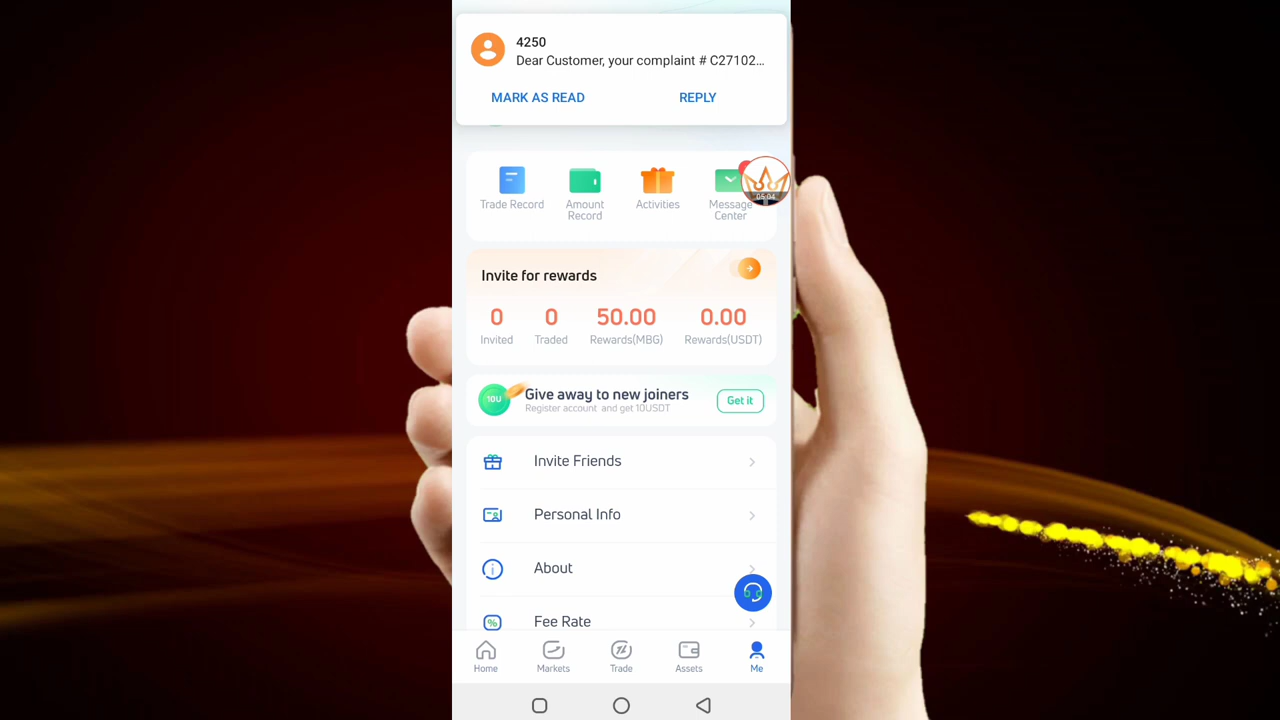 4250
Dear Customer, your complaint # C27102...
MARK AS READ
REPLY
Trade Record
Amount
Record
Activities
Message
Center
05:04
Invite for rewards
0
0
50.00
0.00
Invited
Traded
Rewards(MBG)
Rewards(USDT)
10U
Give away to new joiners
Register account and get 10USDT
Get it
Invite Friends
Personal Info
About
Fee Rate
Home
Markets
Trade
Assets
Me